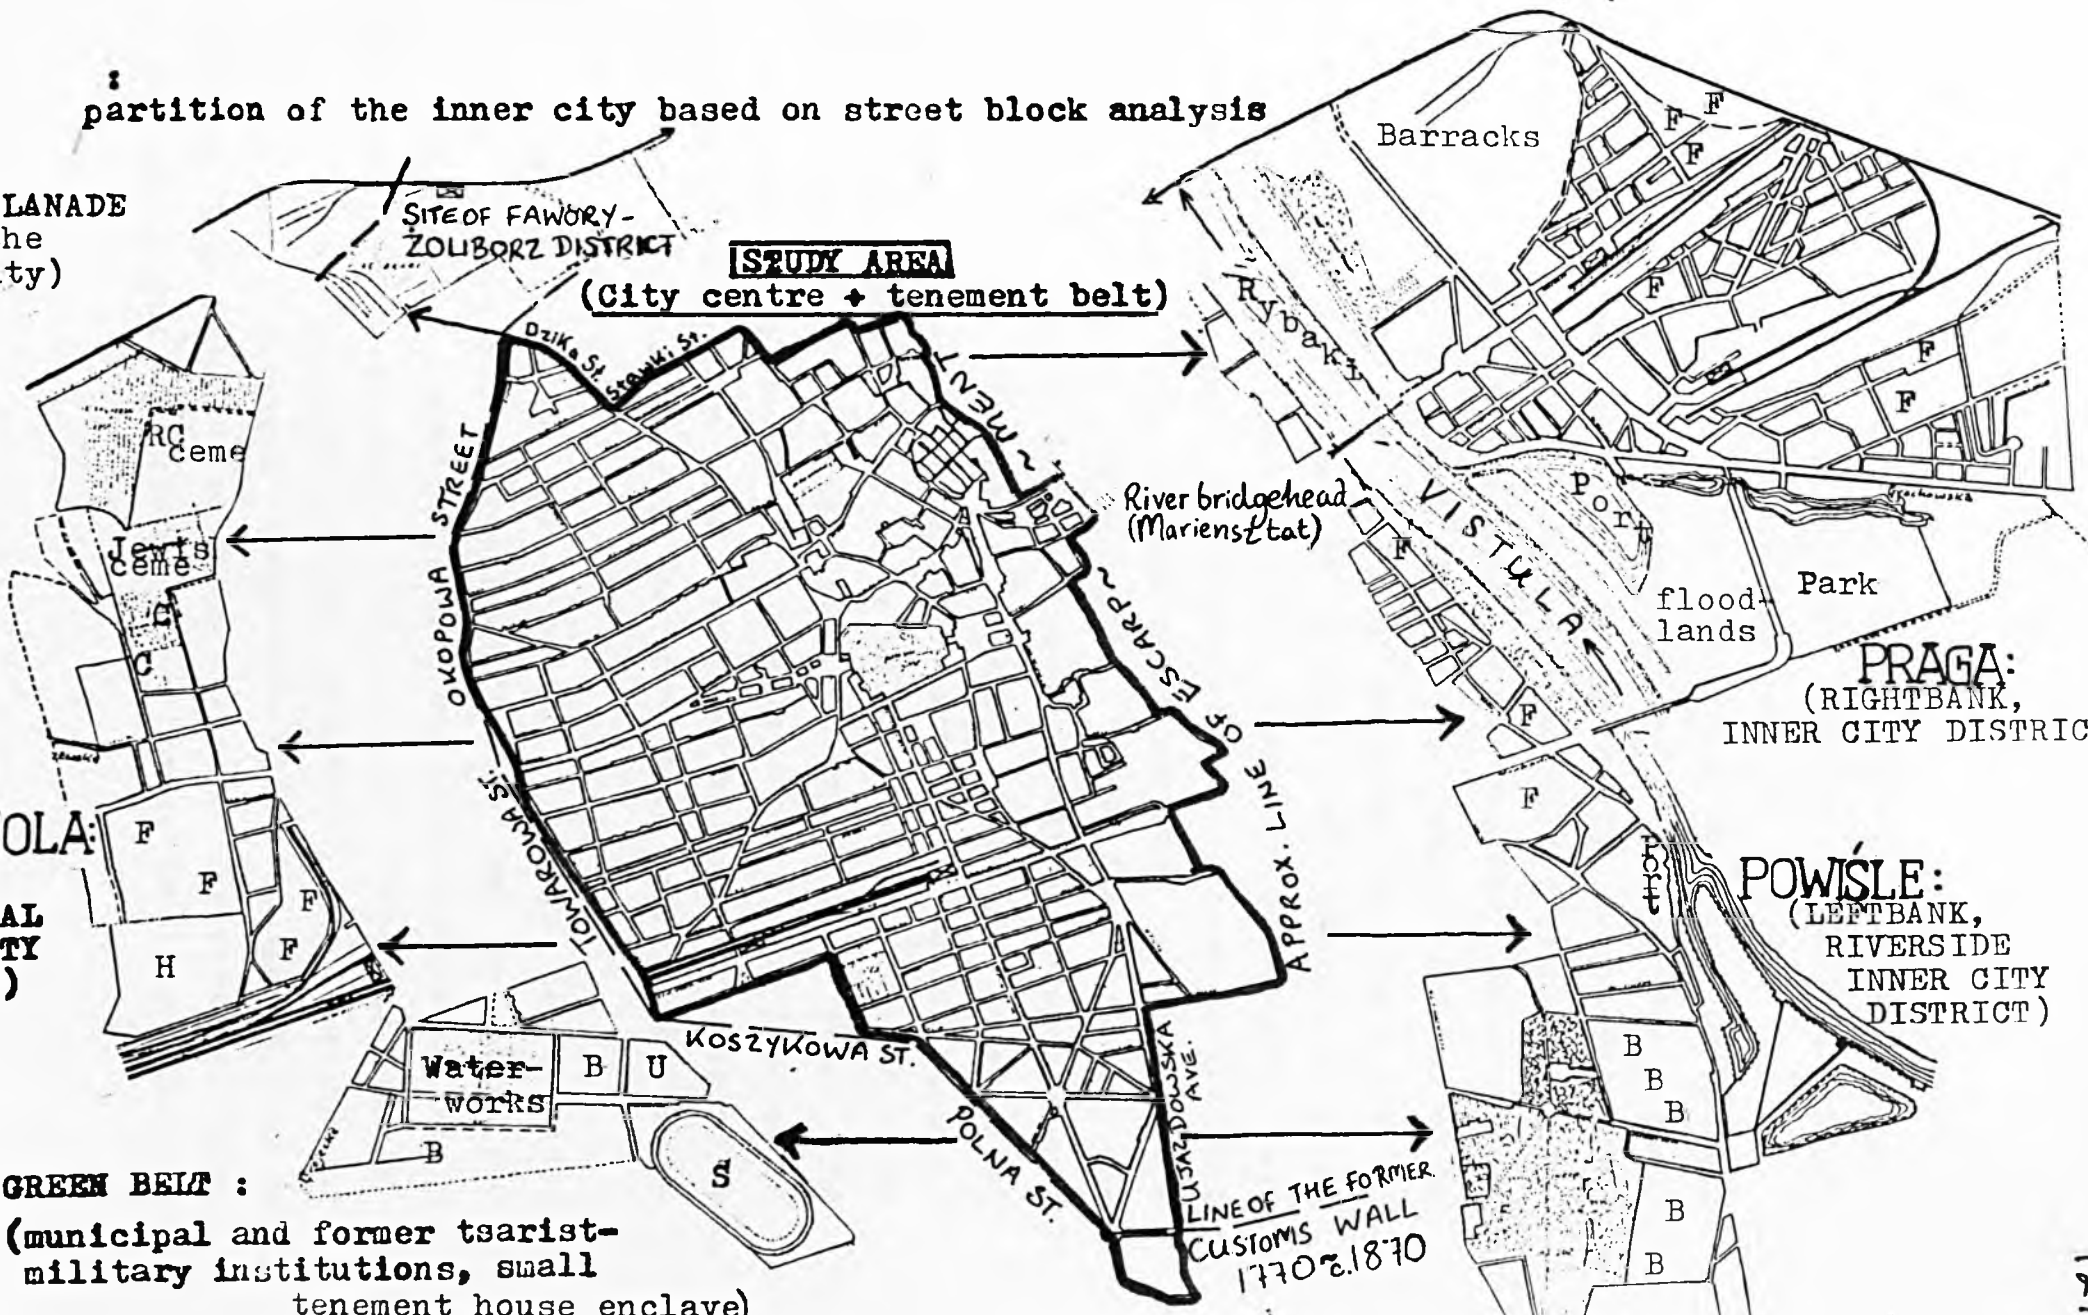 :
partition of the inner city based on street block analysis
LANADE
he
ty)
SITE OF FAWORY-
ŻOLIBORZ DISTRICT
STUDY AREA
(City centre + tenement belt)
Barracks
F
F
F
F
F
F
Rybaki
Dzika St.
Stawki St.
OKOPOWA STREET
TOWAROWA ST.
APPROX. LINE OF ESCARP~
MENT~
River bridgehead
(Mariensztat)
VISTULA
Port
flood-
lands
Park
Grochowska
PRAGA:
(RIGHTBANK,
INNER CITY DISTRIC
RC
ceme
Jewis
ceme
C
C
OLA:
F
F
F
F
H
AL
TY
)
F
F
F
Port
POWIŚLE:
(LEFTBANK,
RIVERSIDE
INNER CITY
DISTRICT)
B
B
B
B
B
KOSZYKOWA ST.
POLNA ST.
UJAZDOWSKA
AVE.
Water-
works
B
U
B
S
LINE OF THE FORMER
CUSTOMS WALL
1770~c.1870
GREEN BELT :
(municipal and former tsarist-
military institutions, small
tenement house enclave)